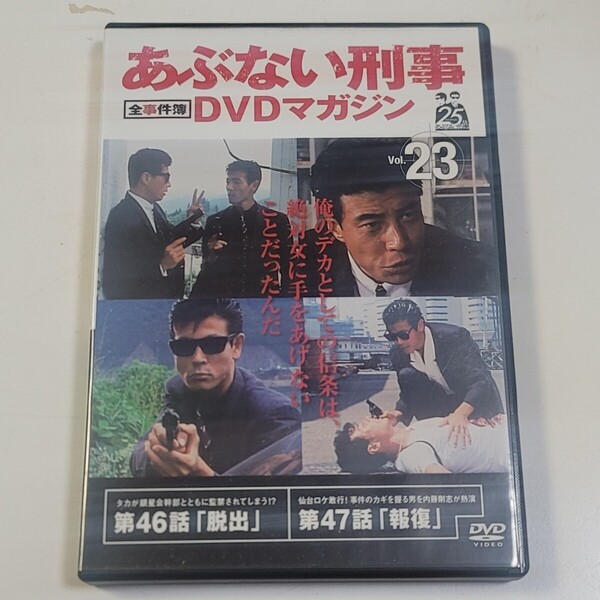 あぶない刑事
全事件簿 DVDマガジン
25th
Vol. 23
俺のデカとしての信条は、
絶対女に手をあげない
ことだったんだ
タカが銀星会幹部とともに監禁されてしまう!?
第46話「脱出」
仙台ロケ敢行!事件のカギを握る男を内藤剛志が熱演
第47話「報復」
DVD
VIDEO